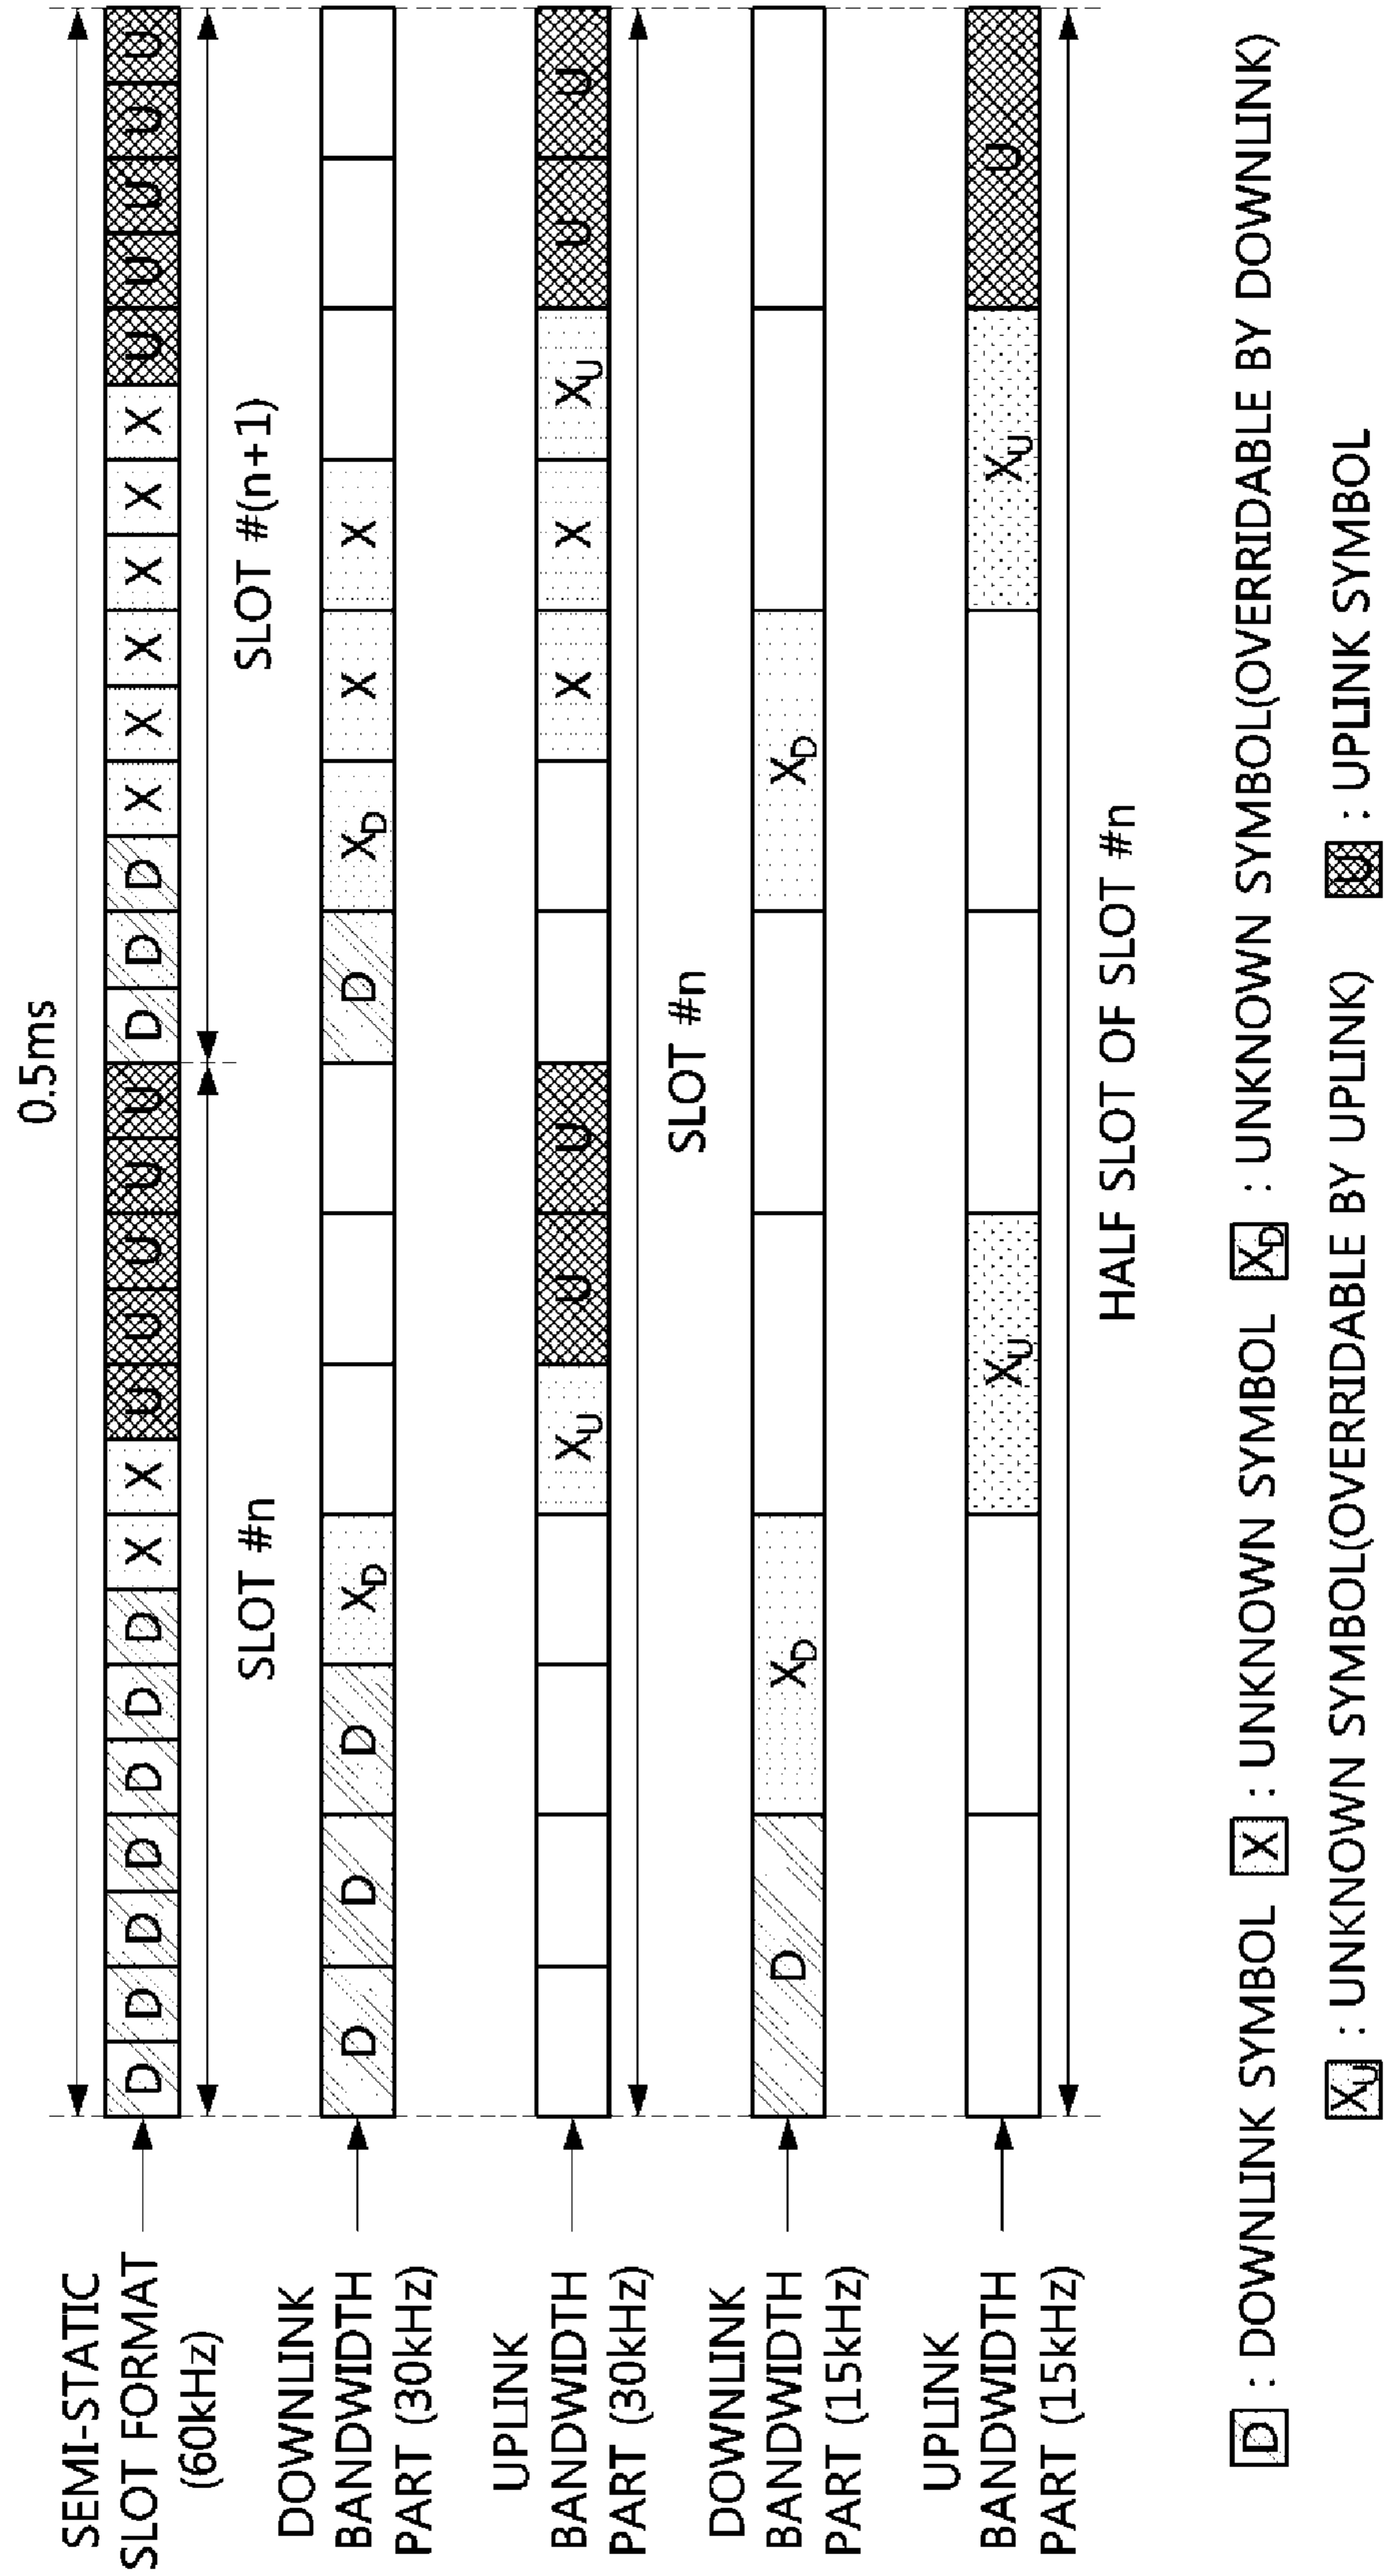 0.5ms
SEMI-STATIC
SLOT FORMAT
(60kHz)
D D D D D D D X X U U U U U D D D X X X X X X U U U U U
SLOT #n SLOT #(n+1)
DOWNLINK
BANDWIDTH
PART (30kHz)
D D D XD D XD X X
UPLINK
BANDWIDTH
PART (30kHz)
XU U U X X XU U U
SLOT #n
DOWNLINK
BANDWIDTH
PART (15kHz)
D XD XD
UPLINK
BANDWIDTH
PART (15kHz)
XU XU U
HALF SLOT OF SLOT #n
D : DOWNLINK SYMBOL X : UNKNOWN SYMBOL XD : UNKNOWN SYMBOL(OVERRIDABLE BY DOWNLINK)
XU : UNKNOWN SYMBOL(OVERRIDABLE BY UPLINK) U : UPLINK SYMBOL